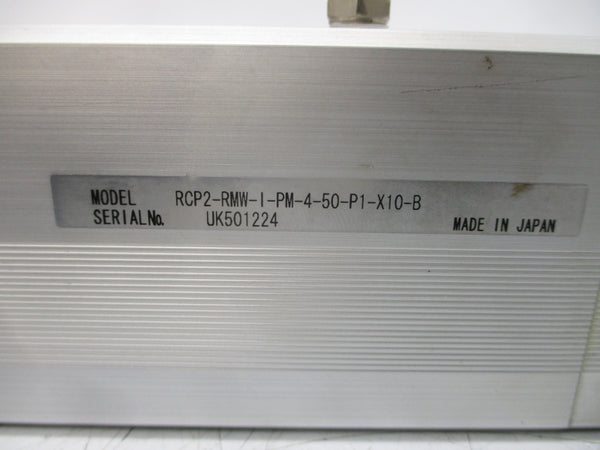 MODEL RCP2-RMW-I-PM-4-50-P1-X10-B
SERIAL No. UK501224 MADE IN JAPAN